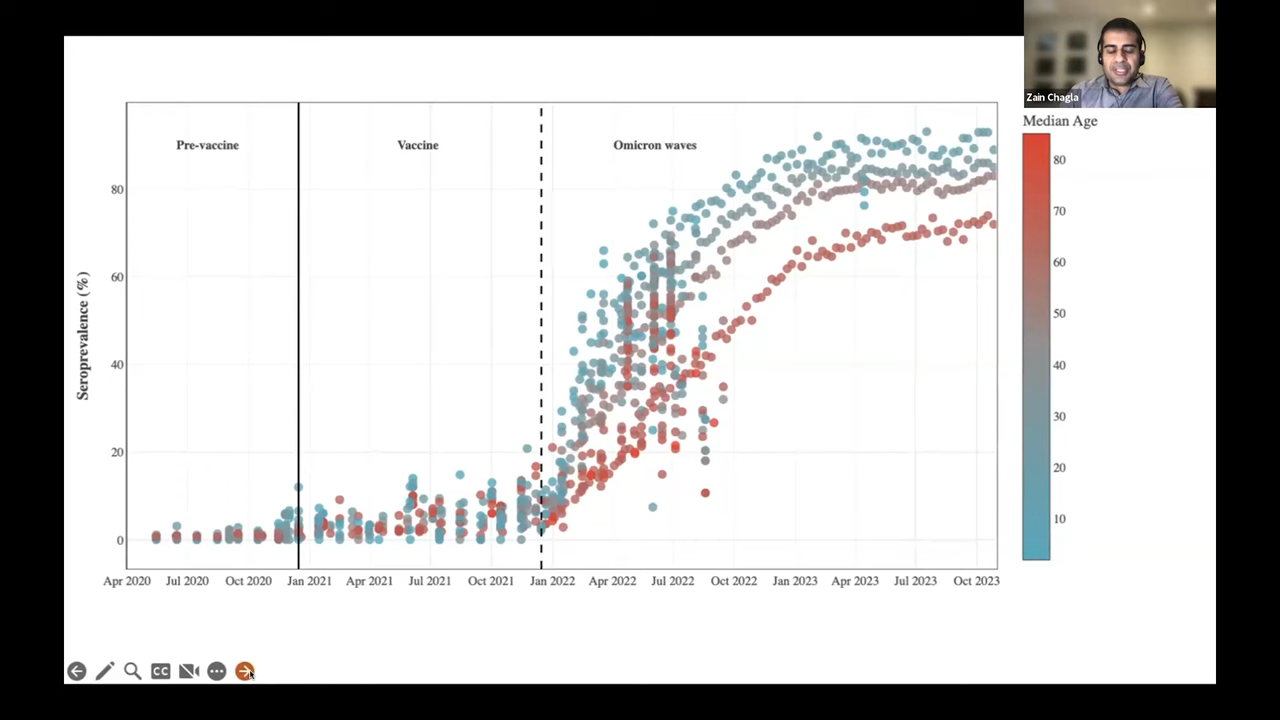 Zain Chagla
Median Age
Pre-vaccine
Vaccine
Omicron waves
Seroprevalence (%)
80
60
40
20
0
Apr 2020 Jul 2020 Oct 2020 Jan 2021 Apr 2021 Jul 2021 Oct 2021 Jan 2022 Apr 2022 Jul 2022 Oct 2022 Jan 2023 Apr 2023 Jul 2023 Oct 2023
80
70
60
50
40
30
20
10
CC